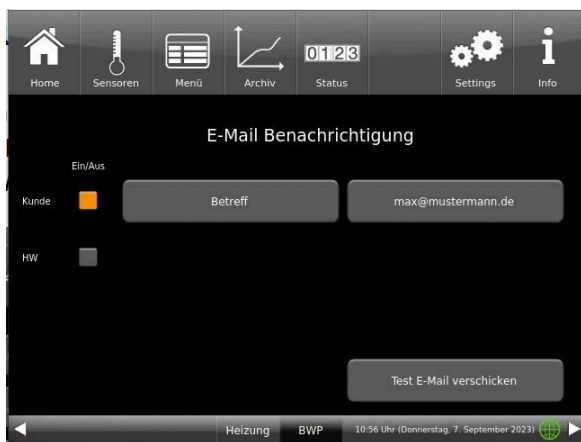 0123
Home Sensoren Menü Archiv Status Settings Info
E-Mail Benachrichtigung
Ein/Aus
Kunde Betreff max@mustermann.de
HW
Test E-Mail verschicken
Heizung BWP 10:56 Uhr (Donnerstag, 7. September 2023)